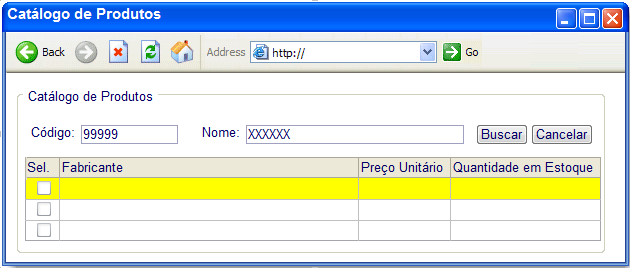 Catálogo de Produtos
Back Address http:// Go
Catálogo de Produtos
Código: 99999 Nome: XXXXXX Buscar Cancelar
Sel. Fabricante Preço Unitário Quantidade em Estoque